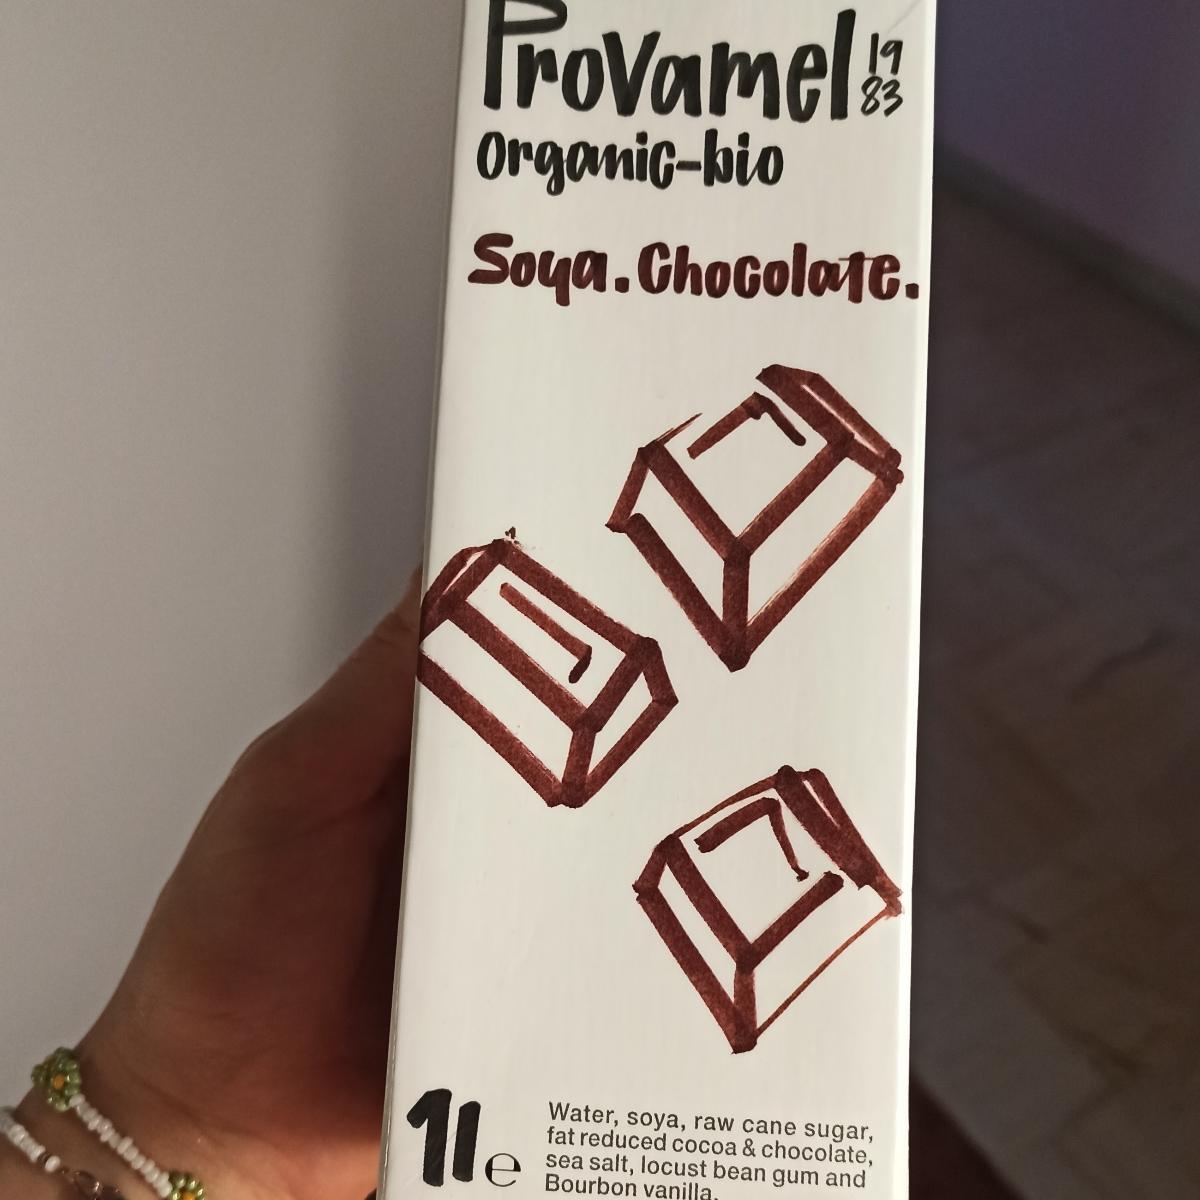 Provamel 19
83
Organic-bio
Soya.Chocolate.
1l e
Water, soya, raw cane sugar,
fat reduced cocoa & chocolate,
sea salt, locust bean gum and
Bourbon vanilla.